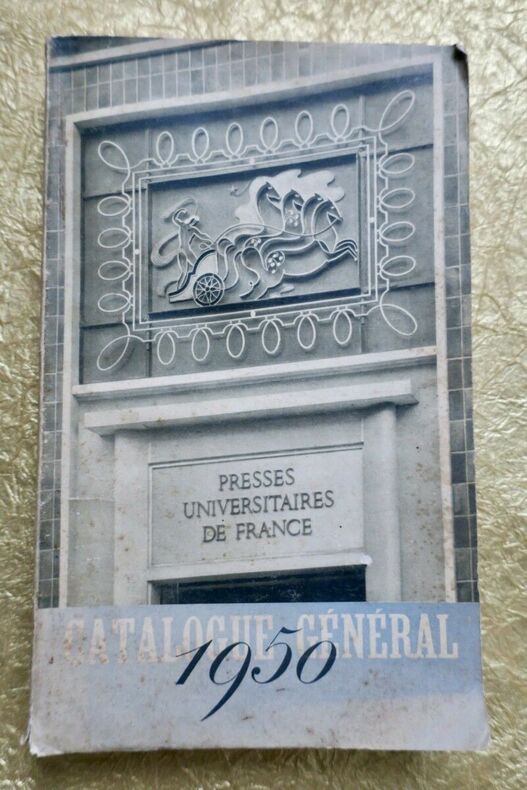 PRESSES
UNIVERSITAIRES
DE FRANCE
CATALOGUE-GÉNÉRAL
1950